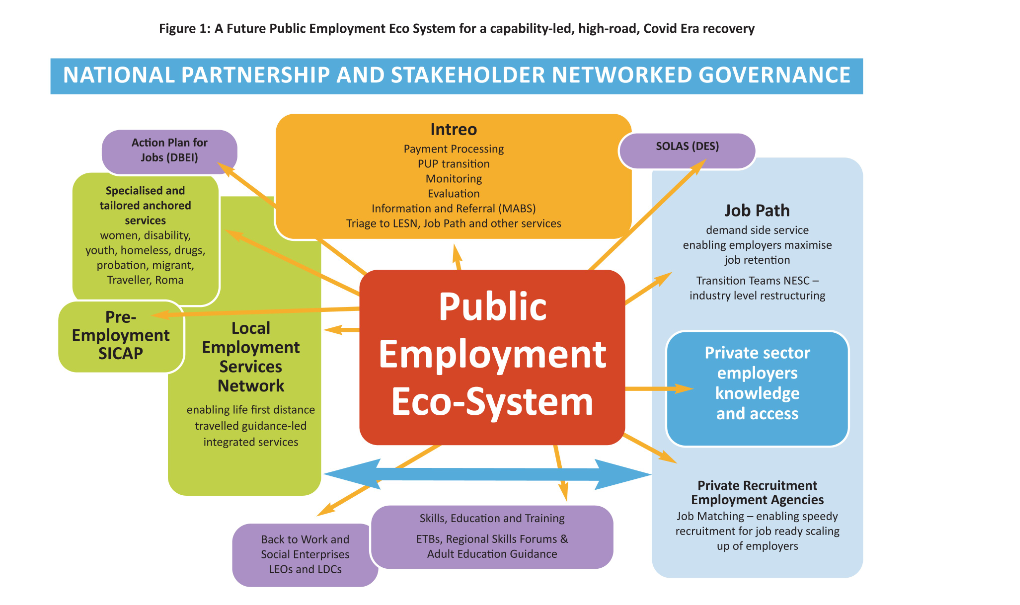 Figure 1: A Future Public Employment Eco System for a capability-led, high-road, Covid Era recovery
NATIONAL PARTNERSHIP AND STAKEHOLDER NETWORKED GOVERNANCE
Action Plan for
Jobs (DBEI)
Intreo
Payment Processing
PUP transition
Monitoring
Evaluation
Information and Referral (MABS)
Triage to LESN, Job Path and other services
SOLAS (DES)
Specialised and
tailored anchored
services
women, disability,
youth, homeless, drugs,
probation, migrant,
Traveller, Roma
Pre-
Employment
SICAP
Local
Employment
Services
Network
enabling life first distance
travelled guidance-led
integrated services
Public
Employment
Eco-System
Job Path
demand side service
enabling employers maximise
job retention
Transition Teams NESC –
industry level restructuring
Private sector
employers
knowledge
and access
Private Recruitment
Employment Agencies
Job Matching – enabling speedy
recruitment for job ready scaling
up of employers
Back to Work and
Social Enterprises
LEOs and LDCs
Skills, Education and Training
ETBs, Regional Skills Forums &
Adult Education Guidance